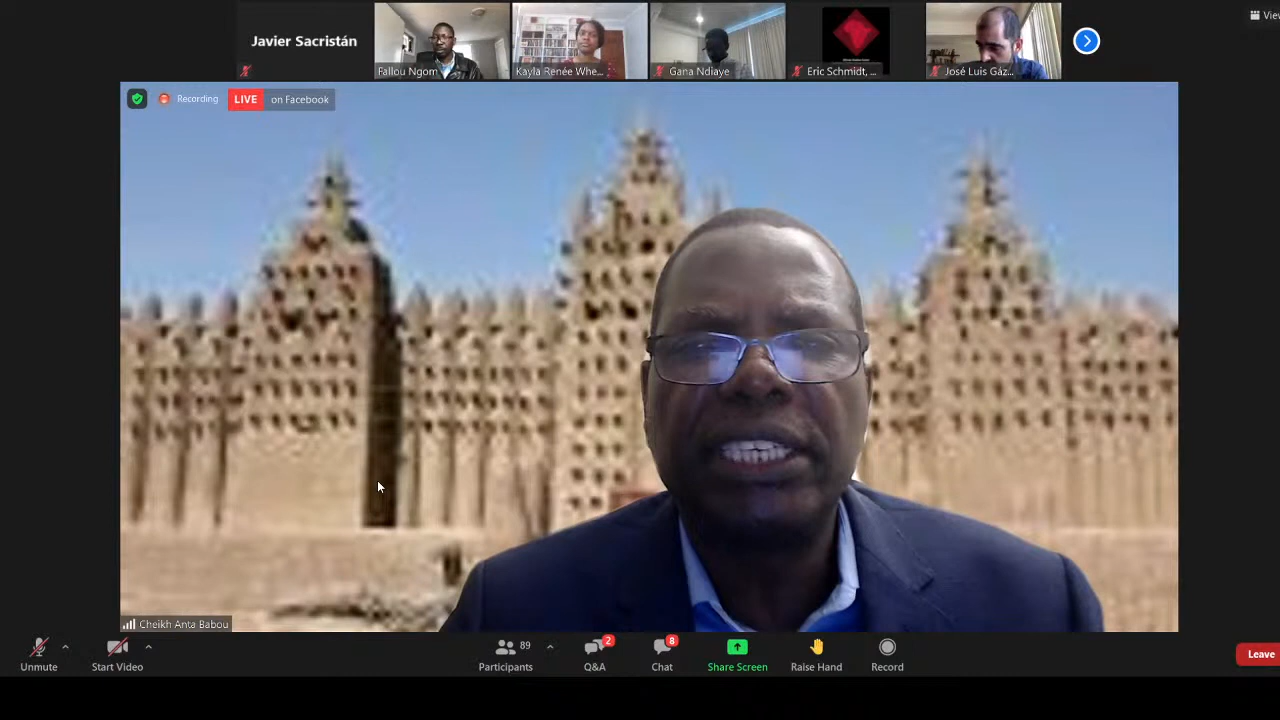 View
Javier Sacristán
Fallou Ngom
Kayla Renée Whe...
Gana Ndiaye
Eric Schmidt, ...
José Luis Gáz...
Recording
LIVE on Facebook
Cheikh Anta Babou
Unmute
Start Video
89
Participants
2
Q&A
8
Chat
Share Screen
Raise Hand
Record
Leave